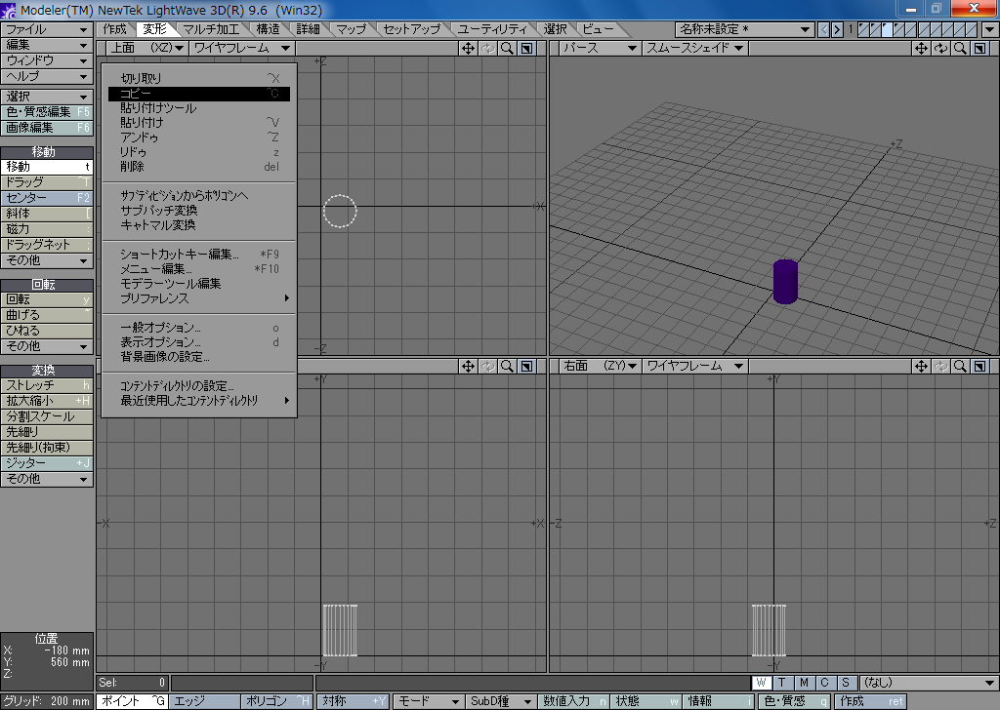 Modeler(TM) NewTek LightWave 3D(R) 9.6 (Win32)
ファイル 作成 変形 マルチ加工 構造 詳細 マップ セットアップ ユーティリティ 選択 ビュー 名称未設定 * 1
編集
ウィンドウ
ヘルプ
選択
色・質感編集 F5
画像編集 F6
移動
移動 t
ドラッグ ^T
センター F2
斜体 [
磁力 :
ドラッグネット ;
その他
回転
回転 y
曲げる
ひねる
その他
変換
ストレッチ h
拡大縮小 +H
分割スケール
先細り
先細り(拘束)
ジッター +J
その他
上面 (XZ) ワイヤフレーム
パース スムースシェイド
切り取り ^X
コピー ^C
貼り付けツール
貼り付け ^V
アンドゥ ^Z
リドゥ z
削除 del
サブディビジョンからポリゴンへ
サブパッチ変換
キャトマル変換
ショートカットキー編集... *F9
メニュー編集... *F10
モデラーツール編集
プリファレンス
一般オプション... o
表示オプション... d
背景画像の設定...
コンテントディレクトリの設定...
最近使用したコンテントディレクトリ
+Z
+X
-Z
+Z
右面 (ZY) ワイヤフレーム
+Y
-X
+X
-Y
+Y
-Z
+Z
-Y
位置
X: -180 mm
Y: 560 mm
Z:
グリッド: 200 mm
Sel: 0
W T M C S (なし)
ポイント ^G エッジ ポリゴン ^H 対称 +Y モード SubD種 数値入力 n 状態 w 情報 i 色・質感 q 作成 ret